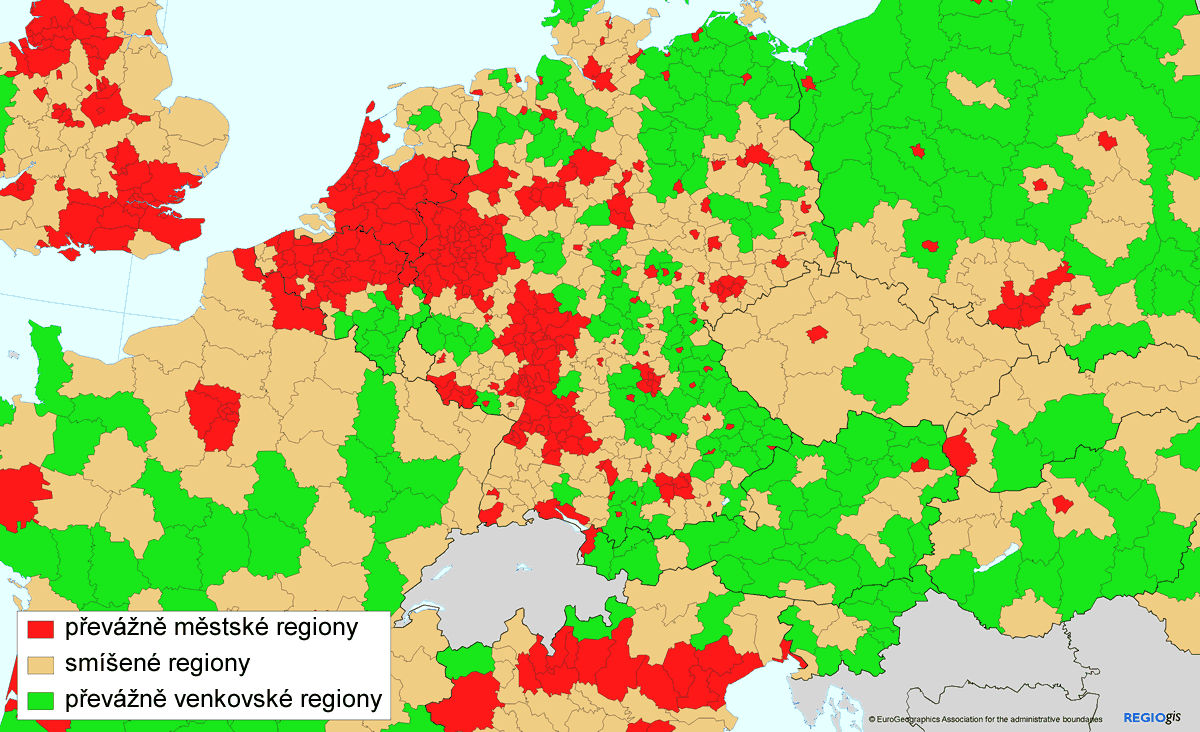 převážně městské regiony
smíšené regiony
převážně venkovské regiony
© EuroGeographics Association for the administrative boundaries
REGIOgis